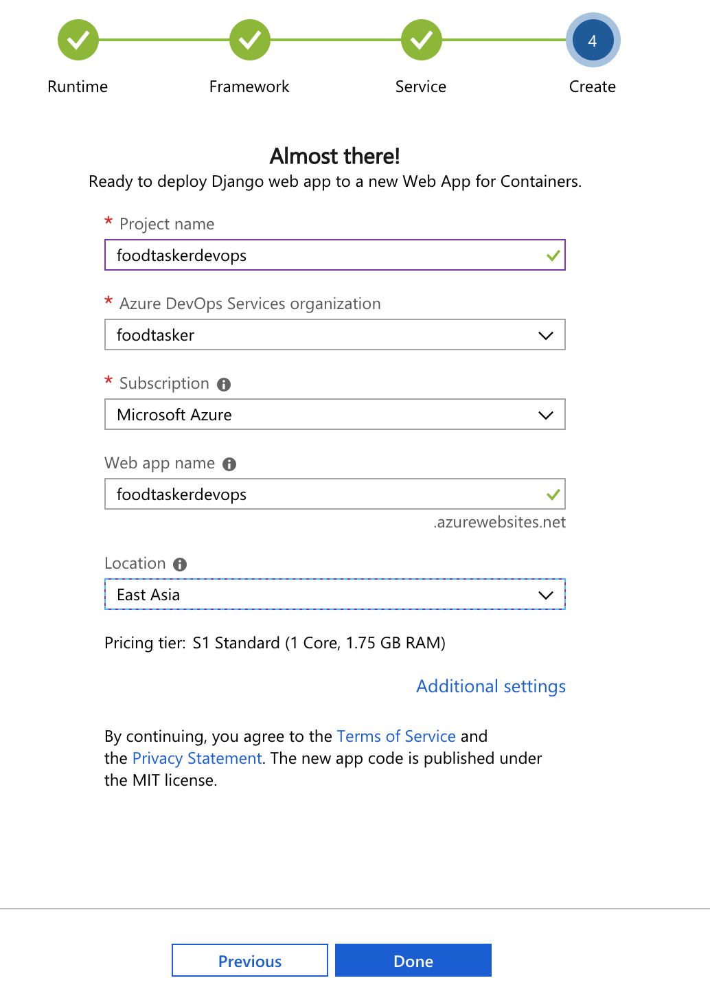 4
Runtime
Framework
Service
Create
Almost there!
Ready to deploy Django web app to a new Web App for Containers.
* Project name
foodtaskerdevops
* Azure DevOps Services organization
foodtasker
* Subscription
Microsoft Azure
Web app name
foodtaskerdevops
.azurewebsites.net
Location
East Asia
Pricing tier: S1 Standard (1 Core, 1.75 GB RAM)
Additional settings
By continuing, you agree to the Terms of Service and
the Privacy Statement. The new app code is published under
the MIT license.
Previous
Done